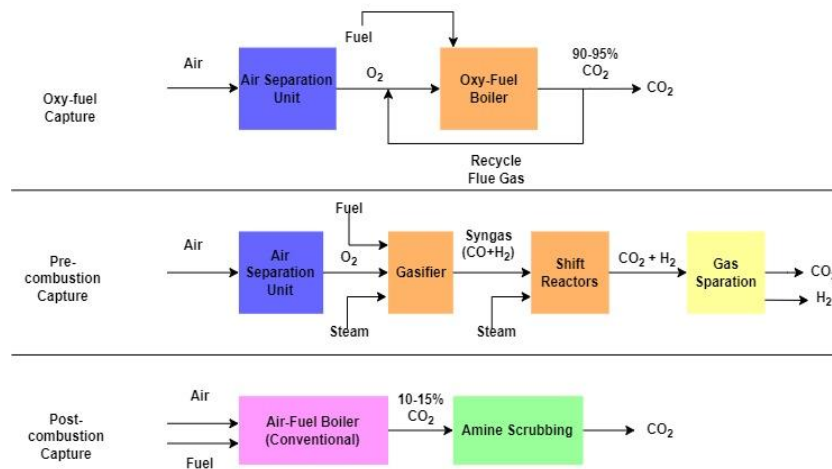 Fuel
90-95%
CO₂
Air
Air Separation
Unit
O₂
Oxy-Fuel
Boiler
CO₂
Oxy-fuel
Capture
Recycle
Flue Gas
Fuel
Air
Syngas
(CO+H₂)
Pre-
combustion
Capture
Air
Separation
Unit
O₂
Gasifier
Shift
Reactors
CO₂ + H₂
Gas
Sparation
CO₂
H₂
Steam
Steam
Air
10-15%
CO₂
Post-
combustion
Capture
Air-Fuel Boiler
(Conventional)
Amine Scrubbing
CO₂
Fuel